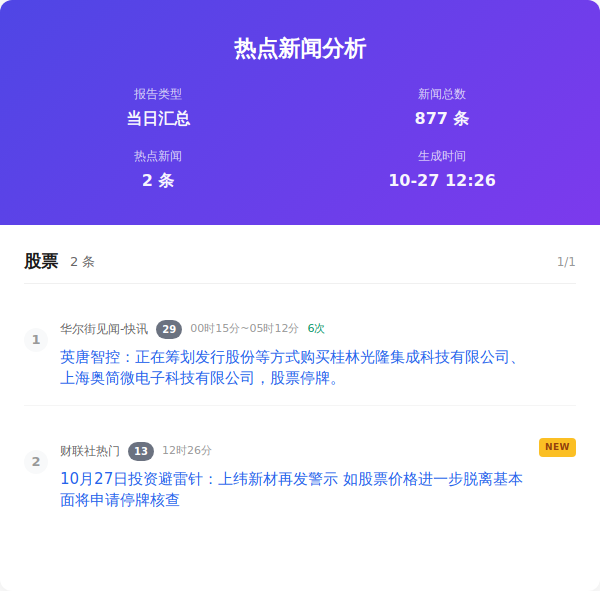 热点新闻分析
报告类型
新闻总数
当日汇总
877 条
热点新闻
生成时间
2 条
10-27 12:26
股票 2 条 1/1
1
华尔街见闻-快讯 29 00时15分~05时12分 6次
英唐智控：正在筹划发行股份等方式购买桂林光隆集成科技有限公司、
上海奥简微电子科技有限公司，股票停牌。
2
财联社热门 13 12时26分 NEW
10月27日投资避雷针：上纬新材再发警示 如股票价格进一步脱离基本
面将申请停牌核查